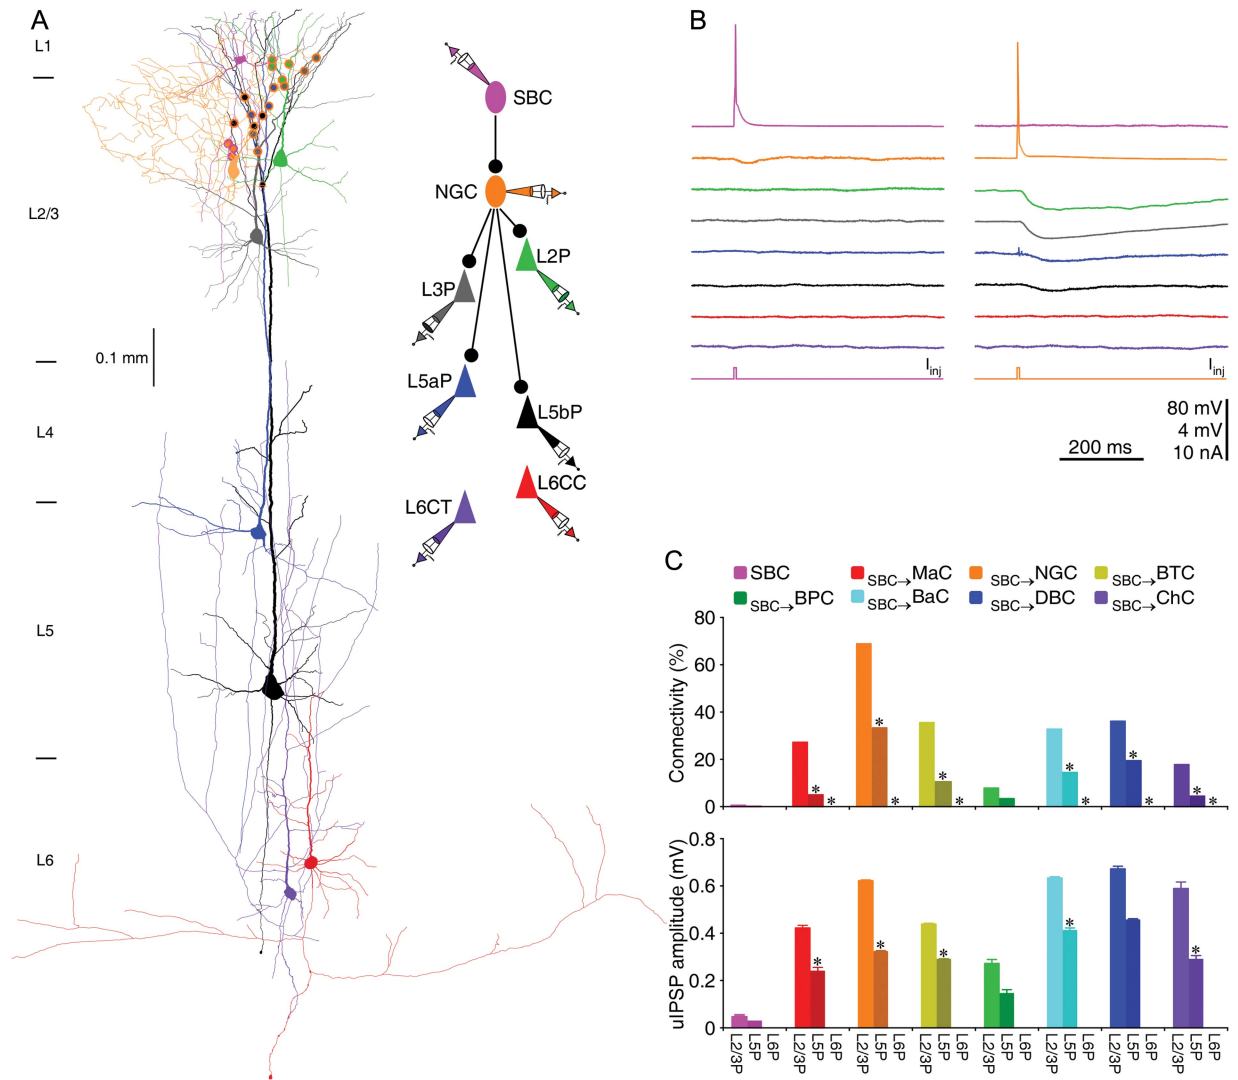 A
L1
L2/3
0.1 mm
L4
L5
L6
SBC
NGC
L2P
L3P
L5aP
L5bP
L6CC
L6CT
B
Iinj
Iinj
80 mV
4 mV
10 nA
200 ms
C
SBC SBC→MaC SBC→NGC SBC→BTC
SBC→BPC SBC→BaC SBC→DBC SBC→ChC
Connectivity (%)
80
60
40
20
0
* * * * * * * * * * * *
uIPSP amplitude (mV)
0.8
0.6
0.4
0.2
0
* * * * *
L2/3P L5P L6P L2/3P L5P L6P L2/3P L5P L6P L2/3P L5P L6P L2/3P L5P L6P L2/3P L5P L6P L2/3P L5P L6P L2/3P L5P L6P